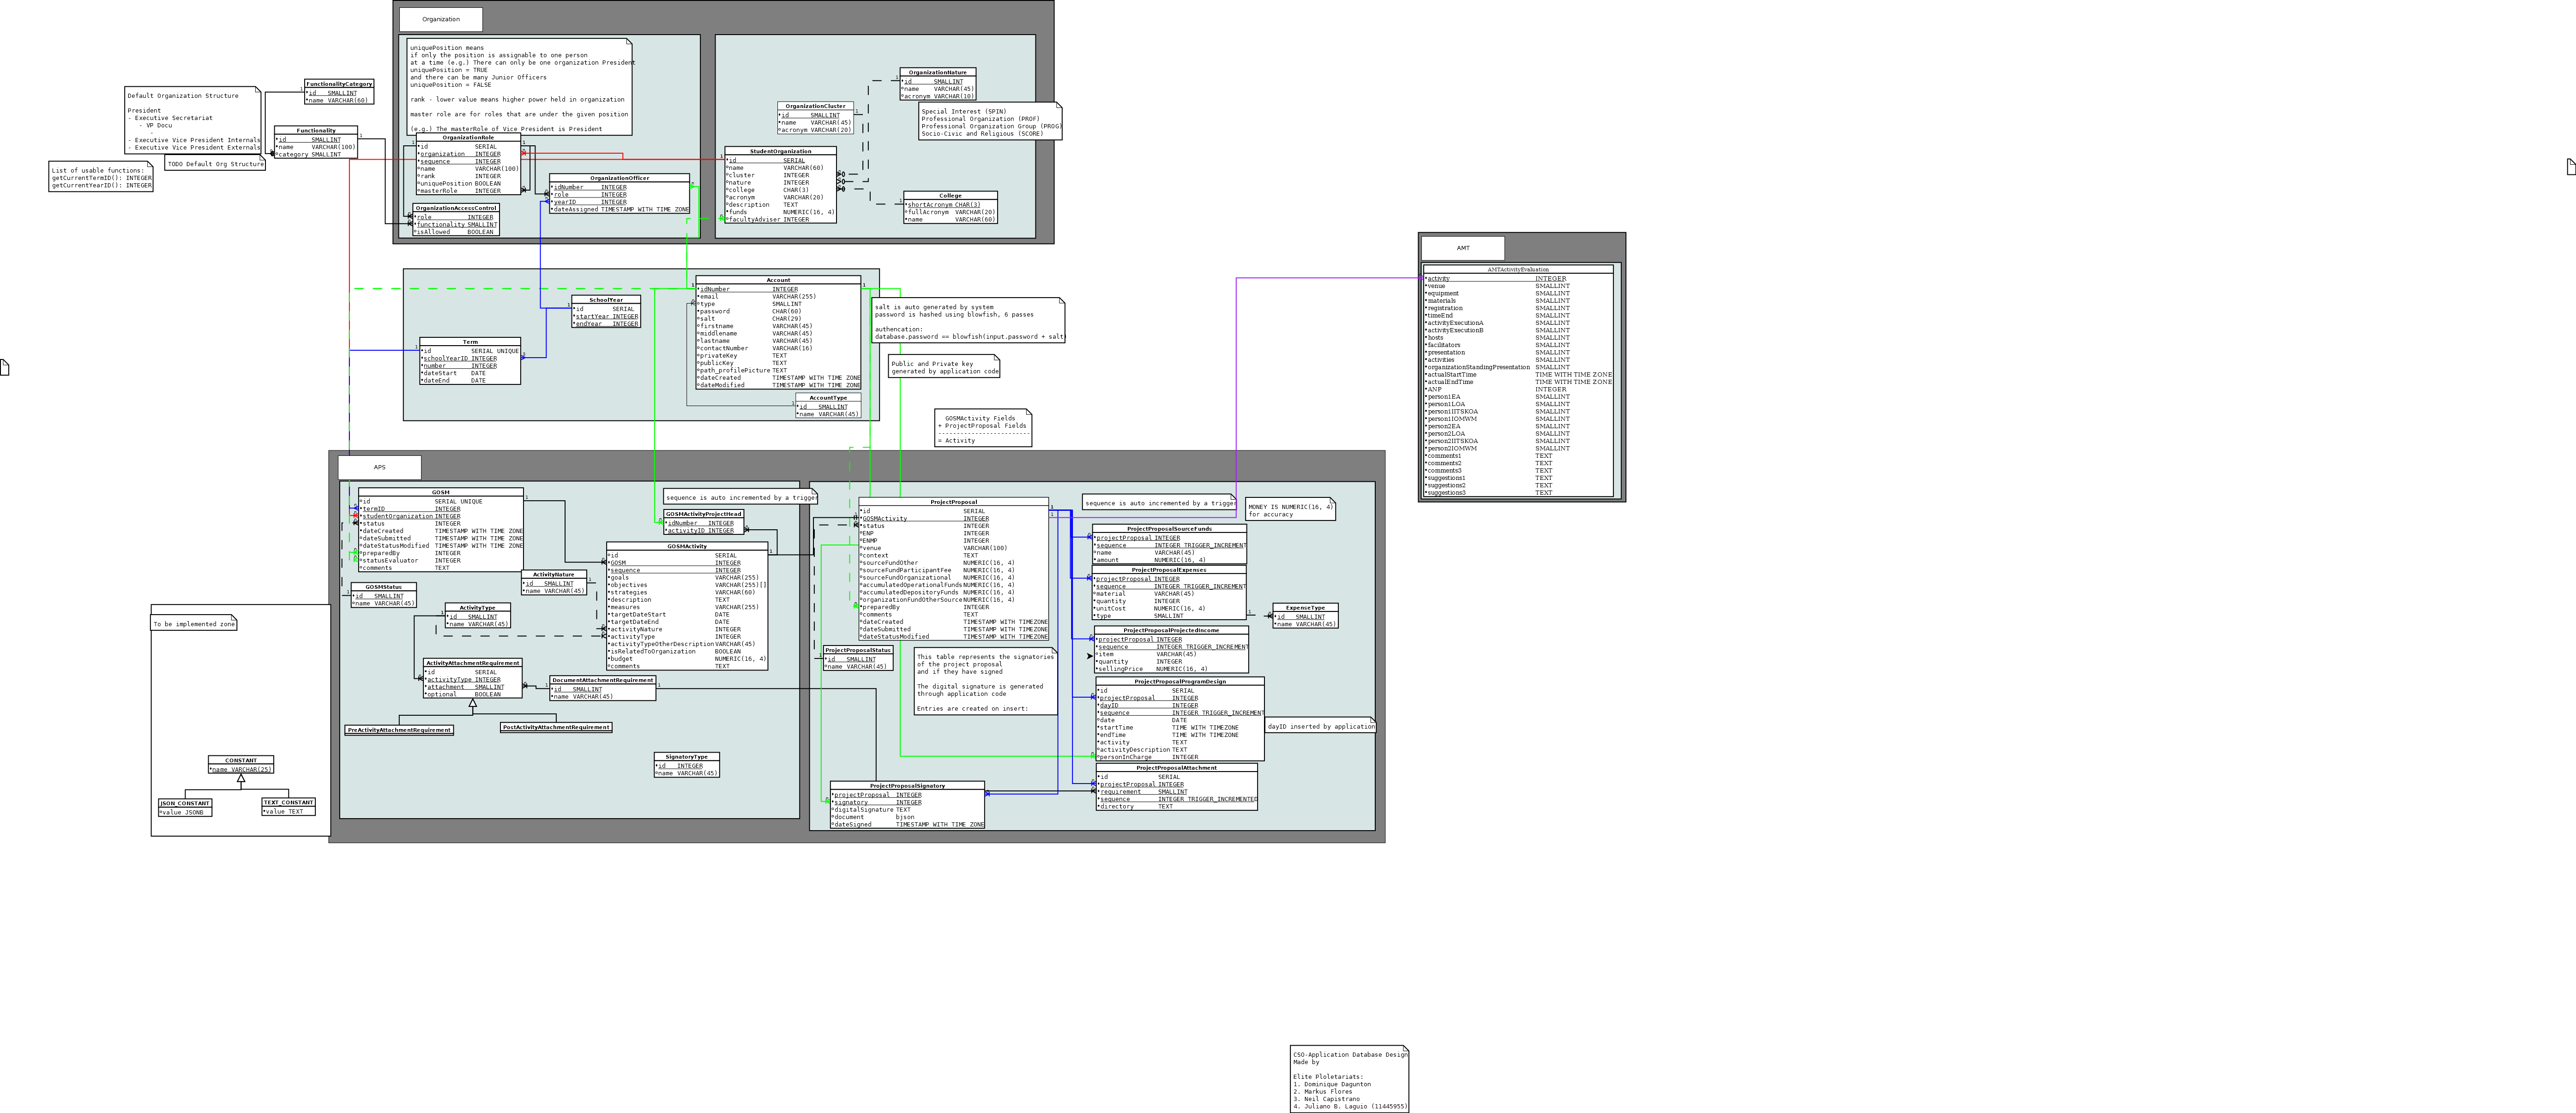 Organization
uniquePosition means
if only the position is assignable to one person
at a time (e.g.) There can only be one organization President
uniquePosition = TRUE
and there can be many Junior Officers
uniquePosition = FALSE
rank - lower value means higher power held in organization
master role are for roles that are under the given position
(e.g.) The masterRole of Vice President is President
Default Organization Structure
President
- Executive Secretariat
- VP Docu
-
- Executive Vice President Internals
- Executive Vice President Externals
TODO Default Org Structure
List of usable functions:
getCurrentTermID(): INTEGER
getCurrentYearID(): INTEGER
FunctionalityCategory
id SMALLINT
name VARCHAR(60)
Functionality
id SMALLINT
name VARCHAR(100)
category SMALLINT
OrganizationRole
id SERIAL
organization INTEGER
sequence INTEGER
name VARCHAR(100)
rank INTEGER
uniquePosition BOOLEAN
masterRole INTEGER
OrganizationAccessControl
role INTEGER
functionality SMALLINT
isAllowed BOOLEAN
OrganizationOfficer
idNumber INTEGER
role INTEGER
yearID INTEGER
dateAssigned TIMESTAMP WITH TIME ZONE
OrganizationNature
id SMALLINT
name VARCHAR(45)
acronym VARCHAR(10)
OrganizationCluster
id SMALLINT
name VARCHAR(45)
acronym VARCHAR(20)
Special Interest (SPIN)
Professional Organization (PROF)
Professional Organization Group (PROG)
Socio-Civic and Religious (SCORE)
StudentOrganization
id SERIAL
name VARCHAR(60)
cluster INTEGER
nature INTEGER
college CHAR(3)
acronym VARCHAR(20)
description TEXT
funds NUMERIC(16, 4)
facultyAdviser INTEGER
College
shortAcronym CHAR(3)
fullAcronym VARCHAR(20)
name VARCHAR(60)
SchoolYear
id SERIAL
startYear INTEGER
endYear INTEGER
Term
id SERIAL UNIQUE
schoolYearID INTEGER
number INTEGER
dateStart DATE
dateEnd DATE
Account
idNumber INTEGER
email VARCHAR(255)
type SMALLINT
password CHAR(60)
salt CHAR(29)
firstname VARCHAR(45)
middlename VARCHAR(45)
lastname VARCHAR(45)
contactNumber VARCHAR(16)
privateKey TEXT
publicKey TEXT
path_profilePicture TEXT
dateCreated TIMESTAMP WITH TIME ZONE
dateModified TIMESTAMP WITH TIME ZONE
AccountType
id SMALLINT
name VARCHAR(45)
salt is auto generated by system
password is hashed using blowfish, 6 passes
authencation:
database.password == blowfish(input.password + salt)
Public and Private key
generated by application code
GOSMActivity Fields
+ ProjectProposal Fields
-------------------------
= Activity
AMT
AMTActivityEvaluation
activity INTEGER
venue SMALLINT
equipment SMALLINT
materials SMALLINT
registration SMALLINT
timeEnd SMALLINT
activityExecutionA SMALLINT
activityExecutionB SMALLINT
hosts SMALLINT
facilitators SMALLINT
presentation SMALLINT
activities SMALLINT
organizationStandingPresentation SMALLINT
actualStartTime TIME WITH TIME ZONE
actualEndTime TIME WITH TIME ZONE
ANP INTEGER
person1EA SMALLINT
person1LOA SMALLINT
person1IITSKOA SMALLINT
person1IOMWM SMALLINT
person2EA SMALLINT
person2LOA SMALLINT
person2IITSKOA SMALLINT
person2IOMWM SMALLINT
comments1 TEXT
comments2 TEXT
comments3 TEXT
suggestions1 TEXT
suggestions2 TEXT
suggestions3 TEXT
APS
GOSM
id SERIAL UNIQUE
termID INTEGER
studentOrganization INTEGER
status INTEGER
dateCreated TIMESTAMP WITH TIME ZONE
dateSubmitted TIMESTAMP WITH TIME ZONE
dateStatusModified TIMESTAMP WITH TIME ZONE
preparedBy INTEGER
statusEvaluator INTEGER
comments TEXT
GOSMStatus
id SMALLINT
name VARCHAR(45)
sequence is auto incremented by a trigger
GOSMActivityProjectHead
idNumber INTEGER
activityID INTEGER
GOSMActivity
id SERIAL
GOSM INTEGER
sequence INTEGER
goals VARCHAR(255)
objectives VARCHAR(255)[]
strategies VARCHAR(60)
description TEXT
measures VARCHAR(255)
targetDateStart DATE
targetDateEnd DATE
activityNature INTEGER
activityType INTEGER
activityTypeOtherDescription VARCHAR(45)
isRelatedToOrganization BOOLEAN
budget NUMERIC(16, 4)
comments TEXT
ActivityNature
id SMALLINT
name VARCHAR(45)
ActivityType
id SMALLINT
name VARCHAR(45)
ActivityAttachmentRequirement
id SERIAL
activityType INTEGER
attachment SMALLINT
optional BOOLEAN
DocumentAttachmentRequirement
id SMALLINT
name VARCHAR(45)
PreActivityAttachmentRequirement
PostActivityAttachmentRequirement
SignatoryType
id INTEGER
name VARCHAR(45)
To be implemented zone
CONSTANT
name VARCHAR(25)
JSON_CONSTANT
value JSONB
TEXT_CONSTANT
value TEXT
ProjectProposal
id SERIAL
GOSMActivity INTEGER
status INTEGER
ENP INTEGER
ENMP INTEGER
venue VARCHAR(100)
context TEXT
sourceFundOther NUMERIC(16, 4)
sourceFundParticipantFee NUMERIC(16, 4)
sourceFundOrganizational NUMERIC(16, 4)
accumulatedOperationalFunds NUMERIC(16, 4)
accumulatedDepositoryFunds NUMERIC(16, 4)
organizationFundOtherSource NUMERIC(16, 4)
preparedBy INTEGER
comments TEXT
dateCreated TIMESTAMP WITH TIMEZONE
dateSubmitted TIMESTAMP WITH TIMEZONE
dateStatusModified TIMESTAMP WITH TIMEZONE
ProjectProposalStatus
id SMALLINT
name VARCHAR(45)
This table represents the signatories
of the project proposal
and if they have signed
The digital signature is generated
through application code
Entries are created on insert:
ProjectProposalSignatory
projectProposal INTEGER
signatory INTEGER
digitalSignature TEXT
document bjson
dateSigned TIMESTAMP WITH TIME ZONE
sequence is auto incremented by a trigger
MONEY IS NUMERIC(16, 4)
for accuracy
ProjectProposalSourceFunds
projectProposal INTEGER
sequence INTEGER TRIGGER_INCREMENT
name VARCHAR(45)
amount NUMERIC(16, 4)
ProjectProposalExpenses
projectProposal INTEGER
sequence INTEGER TRIGGER_INCREMENT
material VARCHAR(45)
quantity INTEGER
unitCost NUMERIC(16, 4)
type SMALLINT
ExpenseType
id SMALLINT
name VARCHAR(45)
ProjectProposalProjectedIncome
projectProposal INTEGER
sequence INTEGER TRIGGER_INCREMENT
item VARCHAR(45)
quantity INTEGER
sellingPrice NUMERIC(16, 4)
ProjectProposalProgramDesign
id SERIAL
projectProposal INTEGER
dayID INTEGER
sequence INTEGER TRIGGER_INCREMENT
date DATE
startTime TIME WITH TIMEZONE
endTime TIME WITH TIMEZONE
activity TEXT
activityDescription TEXT
personInCharge INTEGER
dayID inserted by application
ProjectProposalAttachment
id SERIAL
projectProposal INTEGER
requirement SMALLINT
sequence INTEGER TRIGGER_INCREMENTED
directory TEXT
CSO-Application Database Design
Made by
Elite Ploletariats:
1. Dominique Dagunton
2. Markus Flores
3. Neil Capistrano
4. Juliano B. Laguio (11445955)